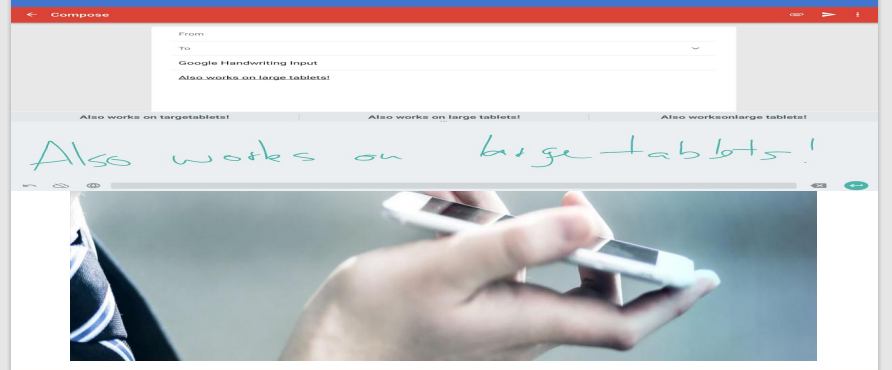 Compose
From
To
Google Handwriting Input
Also works on large tablets!
Also works on targetablets! Also works on large tablets! Also worksonlarge tablets!
Also works on large tablets!